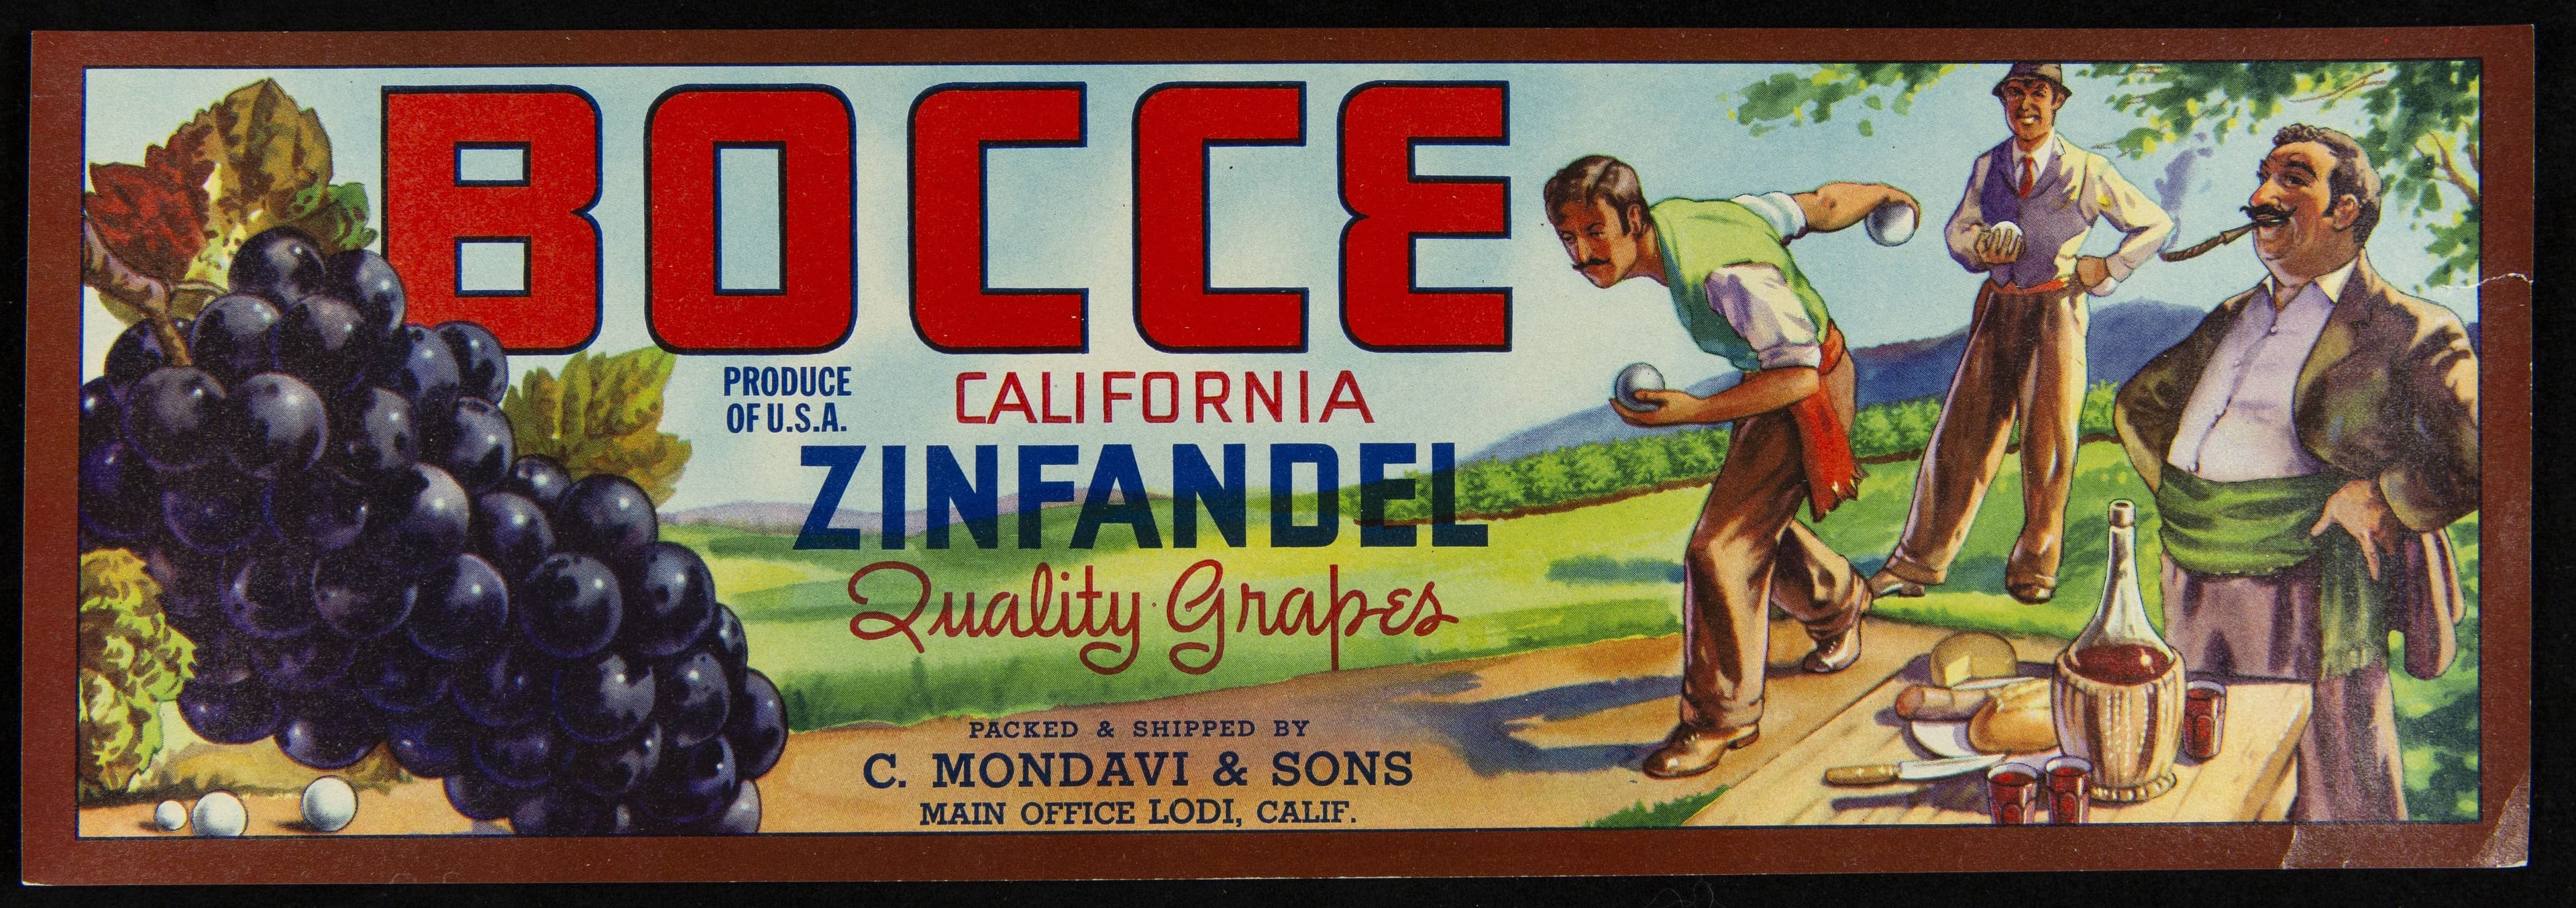 BOCCE
PRODUCE
OF U.S.A.
CALIFORNIA
ZINFANDEL
Quality Grapes
PACKED & SHIPPED BY
C. MONDAVI & SONS
MAIN OFFICE LODI, CALIF.